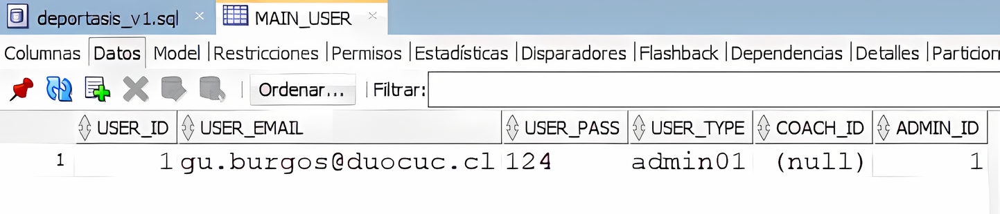 deportasis_v1.sql MAIN_USER
Columnas Datos Model Restricciones Permisos Estadísticas Disparadores Flashback Dependencias Detalles Particion
Ordenar... Filtrar:
USER_ID USER_EMAIL USER_PASS USER_TYPE COACH_ID ADMIN_ID
1 1 gu.burgos@duocuc.cl 124 admin01 (null) 1